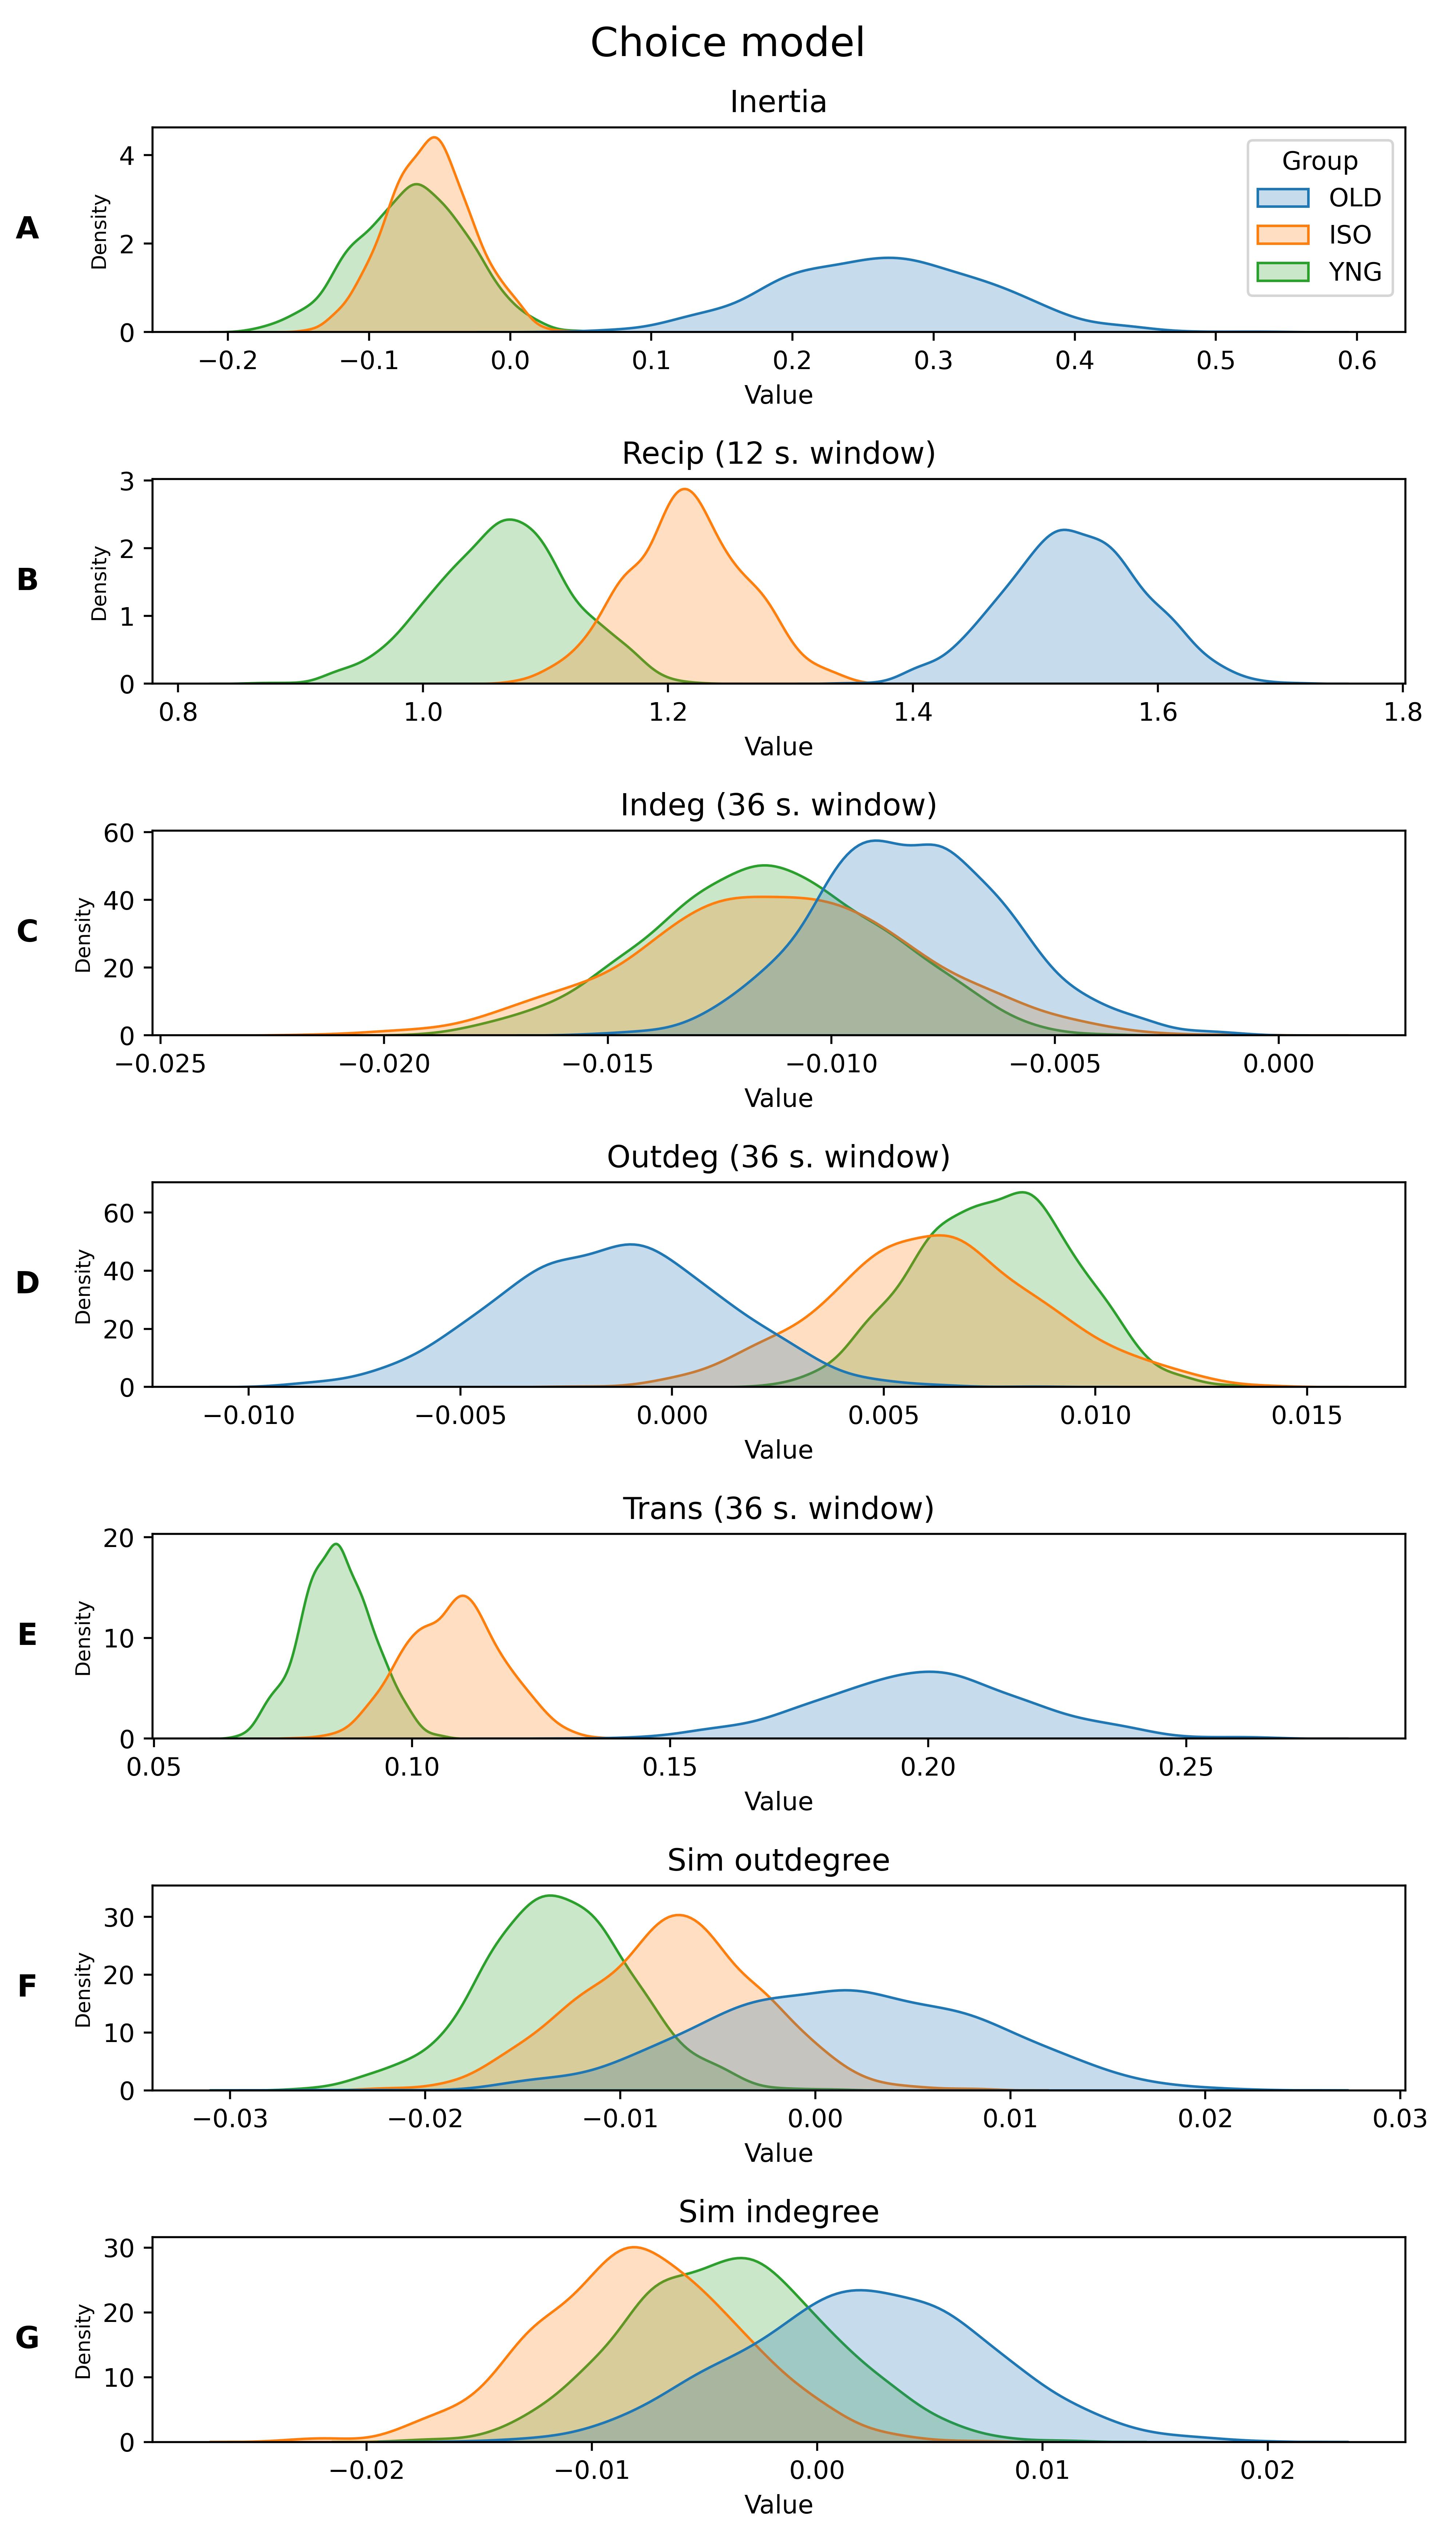 Choice model
Inertia
A
Density
4
2
0
Group
OLD
ISO
YNG
−0.2 −0.1 0.0 0.1 0.2 0.3 0.4 0.5 0.6
Value
Recip (12 s. window)
B
Density
3
2
1
0
0.8 1.0 1.2 1.4 1.6 1.8
Value
Indeg (36 s. window)
C
Density
60
40
20
0
−0.025 −0.020 −0.015 −0.010 −0.005 0.000
Value
Outdeg (36 s. window)
D
Density
60
40
20
0
−0.010 −0.005 0.000 0.005 0.010 0.015
Value
Trans (36 s. window)
E
Density
20
10
0
0.05 0.10 0.15 0.20 0.25
Value
Sim outdegree
F
Density
30
20
10
0
−0.03 −0.02 −0.01 0.00 0.01 0.02 0.03
Value
Sim indegree
G
Density
30
20
10
0
−0.02 −0.01 0.00 0.01 0.02
Value